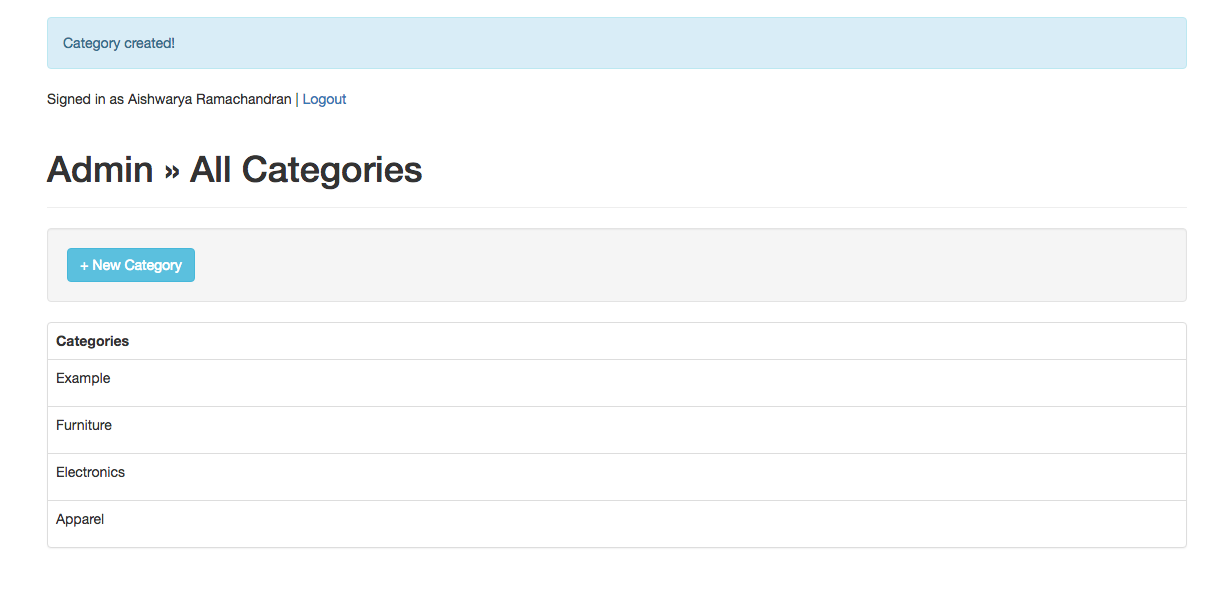 Category created!
Signed in as Aishwarya Ramachandran | Logout
Admin » All Categories
+ New Category
Categories
Example
Furniture
Electronics
Apparel